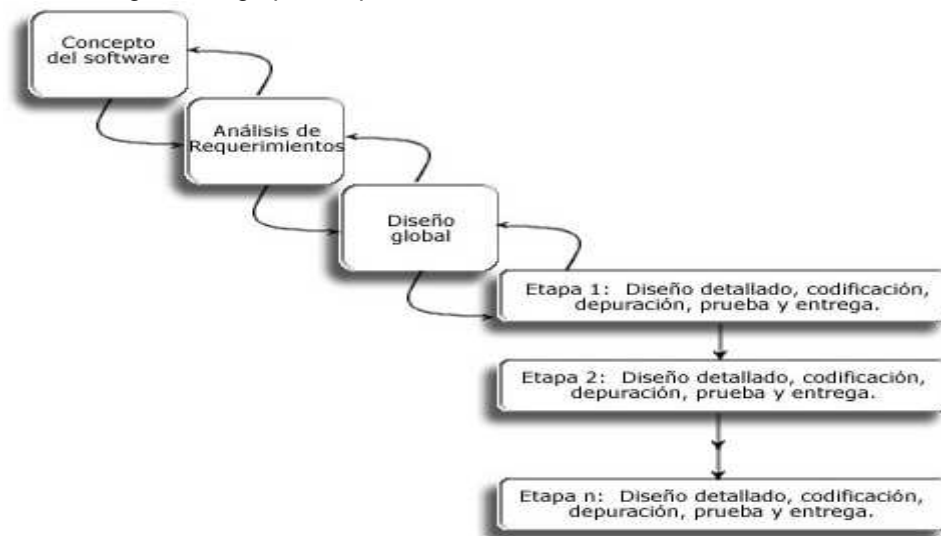 Concepto
del software
Análisis de
Requerimientos
Diseño
global
Etapa 1: Diseño detallado, codificación,
depuración, prueba y entrega.
Etapa 2: Diseño detallado, codificación,
depuración, prueba y entrega.
Etapa n: Diseño detallado, codificación,
depuración, prueba y entrega.